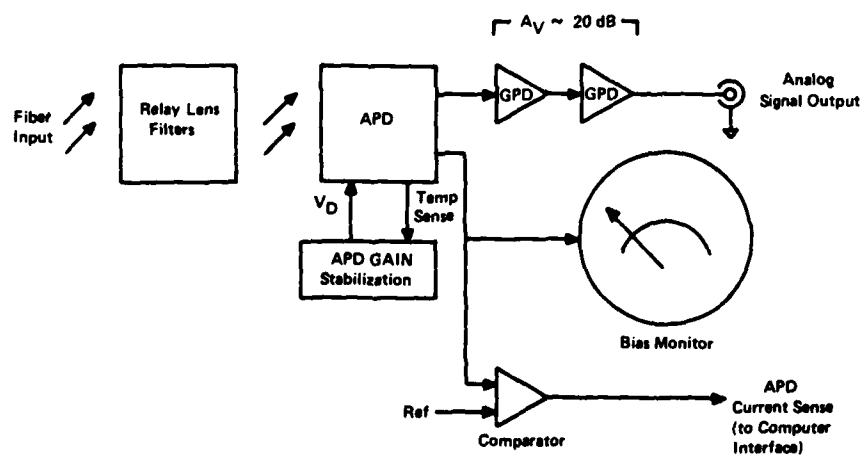 A_V ~ 20 dB
Fiber
Input
Relay Lens
Filters
APD
GPD
GPD
Analog
Signal Output
V_D
Temp
Sense
APD GAIN
Stabilization
Bias Monitor
Ref
Comparator
APD
Current Sense
(to Computer
Interface)